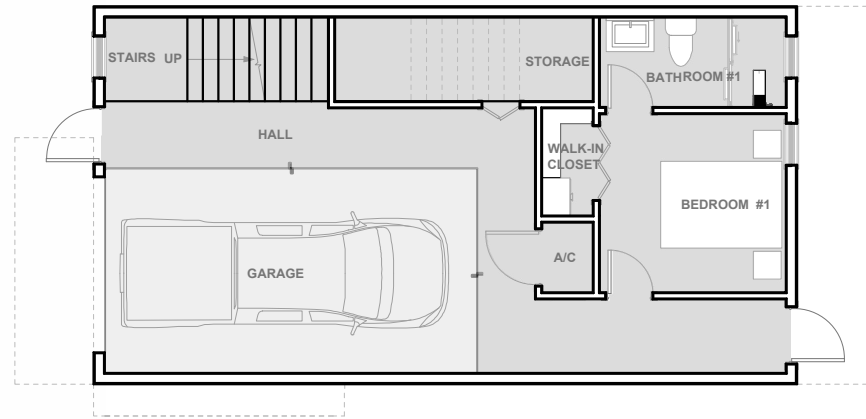 STAIRS UP
STORAGE
BATHROOM #1
HALL
WALK-IN
CLOSET
BEDROOM #1
A/C
GARAGE